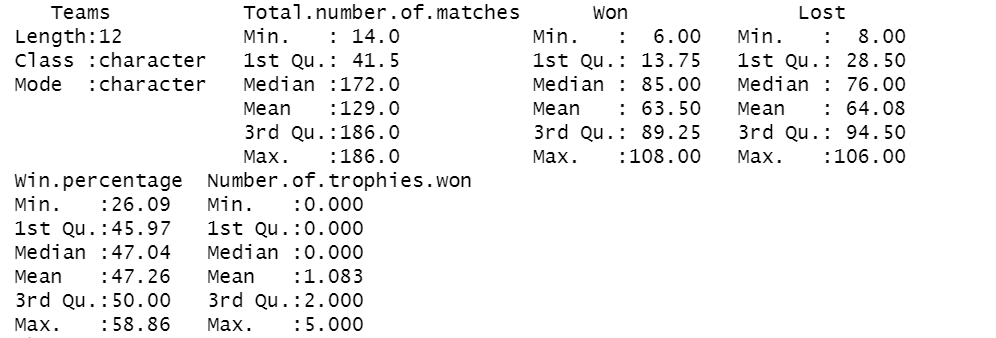 Teams           Total.number.of.matches      Won              Lost
Length:12          Min.   : 14.0           Min.   :  6.00   Min.   :  8.00
Class :character   1st Qu.: 41.5           1st Qu.: 13.75   1st Qu.: 28.50
Mode  :character   Median :172.0           Median : 85.00   Median : 76.00
                   Mean   :129.0           Mean   : 63.50   Mean   : 64.08
                   3rd Qu.:186.0           3rd Qu.: 89.25   3rd Qu.: 94.50
                   Max.   :186.0           Max.   :108.00   Max.   :106.00
Win.percentage  Number.of.trophies.won
Min.   :26.09   Min.   :0.000
1st Qu.:45.97   1st Qu.:0.000
Median :47.04   Median :0.000
Mean   :47.26   Mean   :1.083
3rd Qu.:50.00   3rd Qu.:2.000
Max.   :58.86   Max.   :5.000